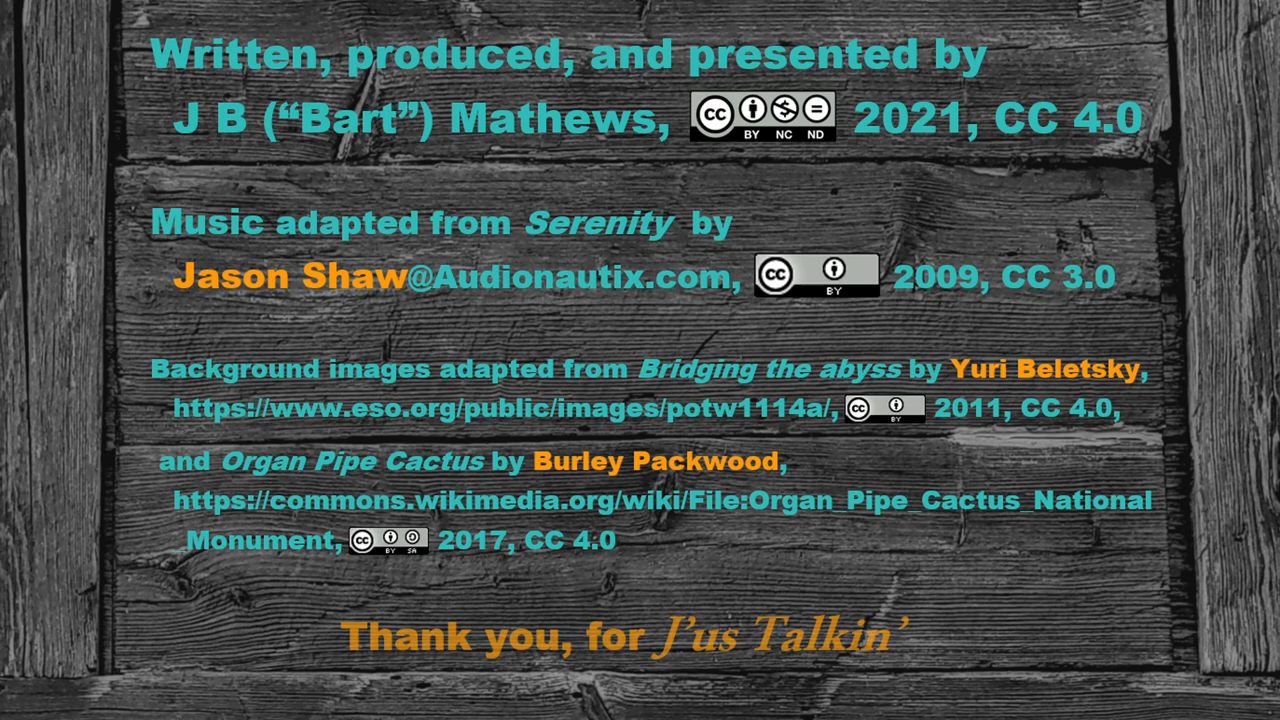 Written, produced, and presented by
J B (“Bart”) Mathews, CC BY NC ND 2021, CC 4.0
Music adapted from Serenity by
Jason Shaw@Audionautix.com, CC BY 2009, CC 3.0
Background images adapted from Bridging the abyss by Yuri Beletsky,
https://www.eso.org/public/images/potw1114a/, CC BY 2011, CC 4.0,
and Organ Pipe Cactus by Burley Packwood,
https://commons.wikimedia.org/wiki/File:Organ_Pipe_Cactus_National
_Monument, CC BY SA 2017, CC 4.0
Thank you, for J’us Talkin’